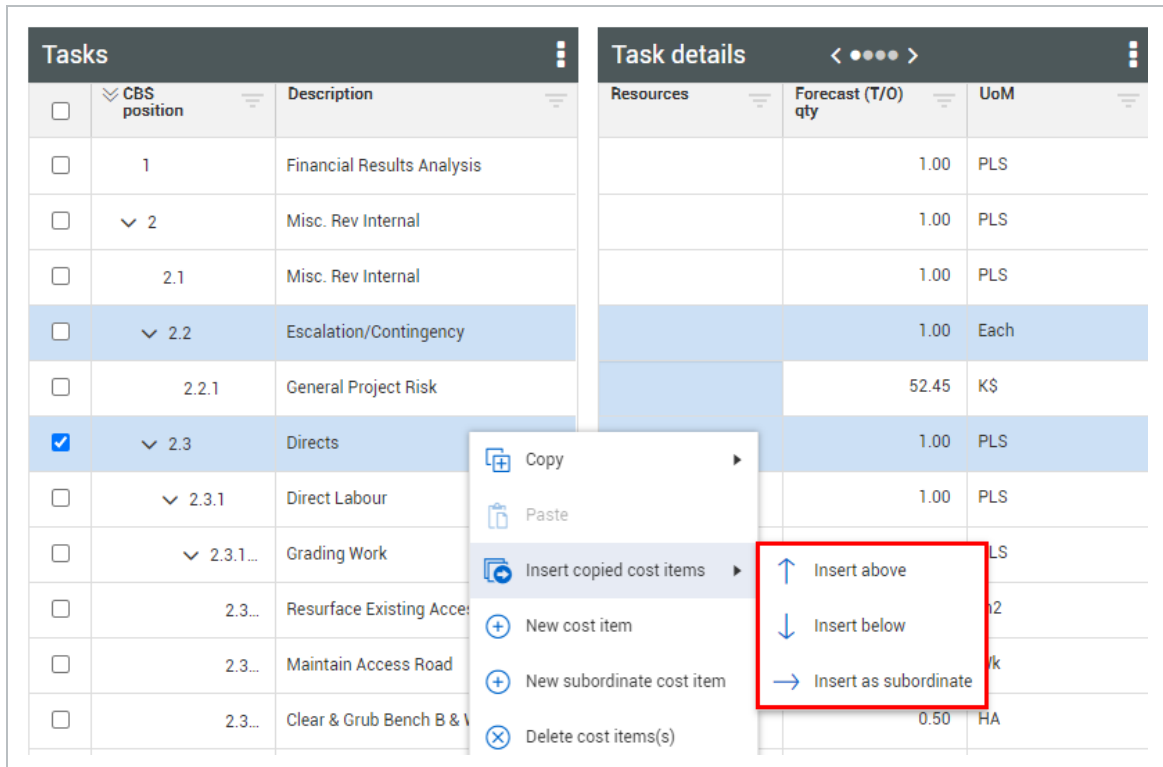 Tasks
Task details
CBS position
Description
Resources
Forecast (T/O) qty
UoM
1 Financial Results Analysis 1.00 PLS
2 Misc. Rev Internal 1.00 PLS
2.1 Misc. Rev Internal 1.00 PLS
2.2 Escalation/Contingency 1.00 Each
2.2.1 General Project Risk 52.45 K$
2.3 Directs 1.00 PLS
2.3.1 Direct Labour 1.00 PLS
2.3.1... Grading Work
2.3... Resurface Existing
2.3... Maintain Access Road
2.3... Clear & Grub Bench B & 0.50 HA
Copy
Paste
Insert copied cost items
New cost item
New subordinate cost item
Delete cost items(s)
Insert above
Insert below
Insert as subordinate